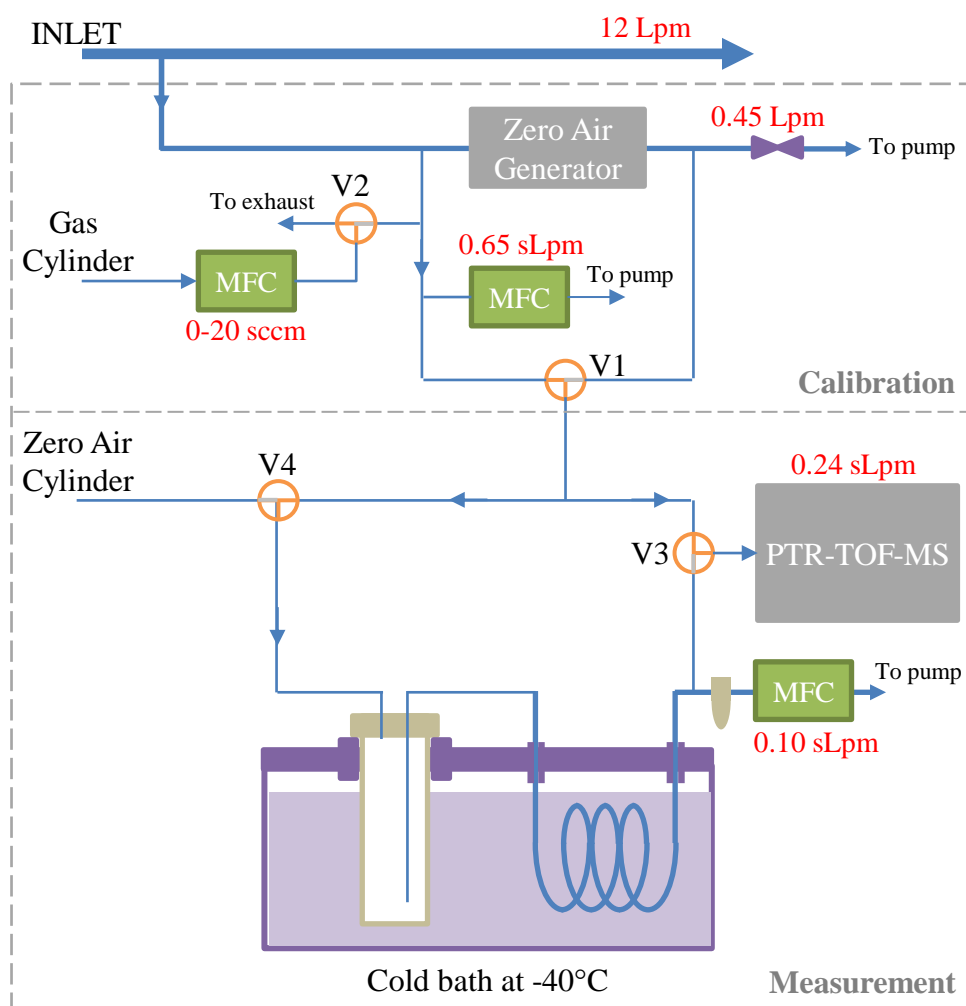 INLET
12 Lpm
Zero Air
Generator
0.45 Lpm
To pump
V2
To exhaust
Gas
Cylinder
MFC
0-20 sccm
0.65 sLpm
To pump
MFC
V1
Calibration
Zero Air
Cylinder
V4
0.24 sLpm
V3
PTR-TOF-MS
To pump
MFC
0.10 sLpm
Cold bath at -40°C
Measurement